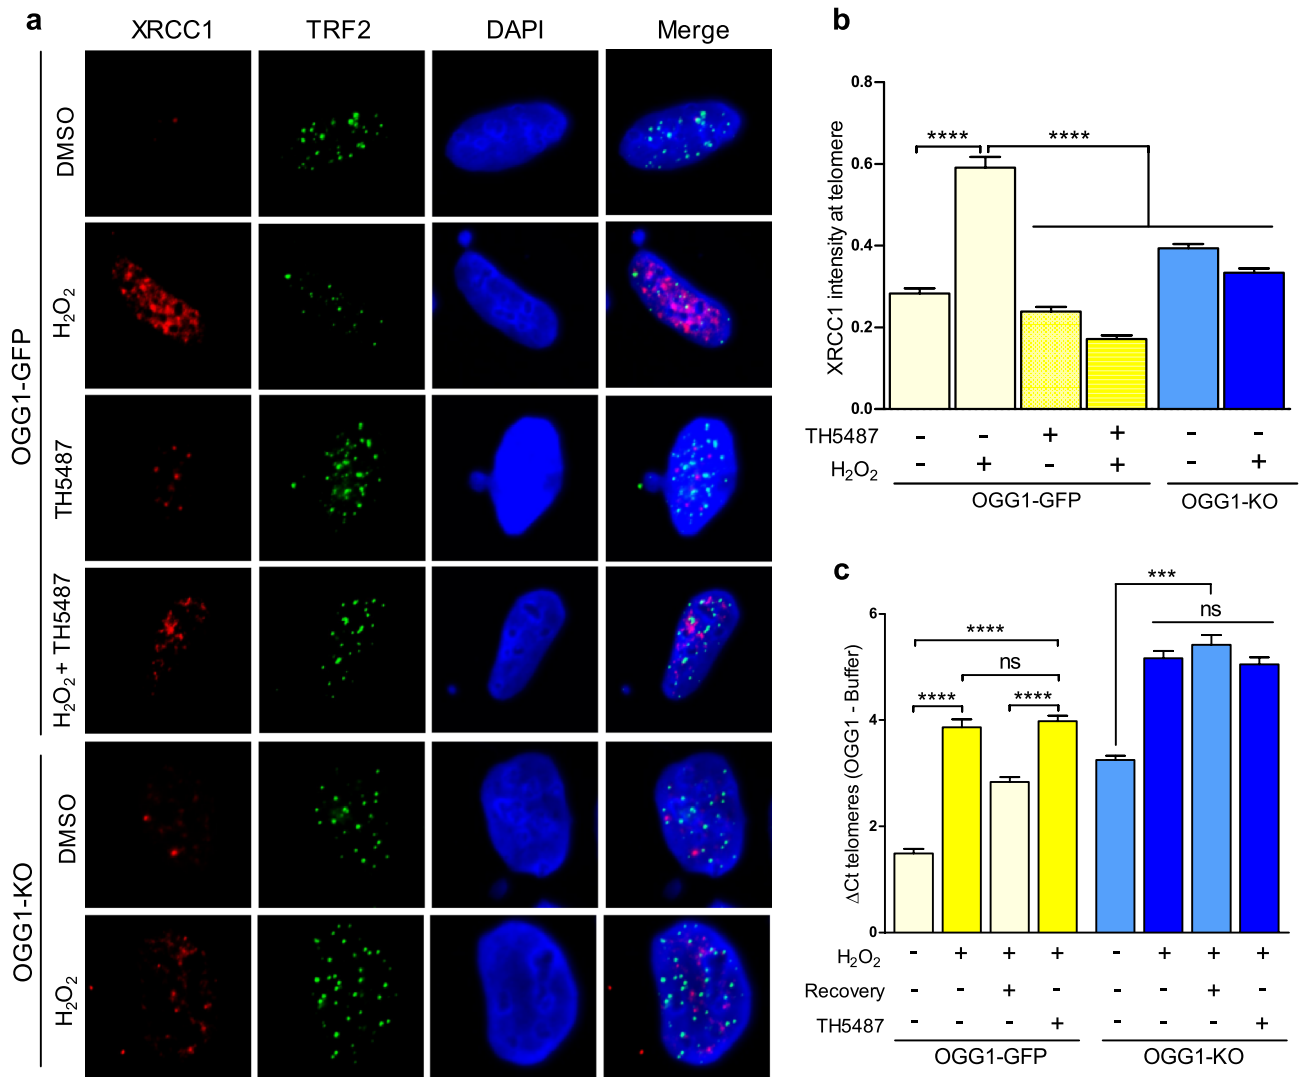 a
XRCC1 TRF2 DAPI Merge
OGG1-GFP
DMSO
H₂O₂
TH5487
H₂O₂ + TH5487
OGG1-KO
DMSO
H₂O₂
b
XRCC1 intensity at telomere
0.8
0.6
0.4
0.2
0.0
**** ****
TH5487 - - + + - -
H₂O₂ - + - + - +
OGG1-GFP OGG1-KO
c
ΔCt telomeres (OGG1 - Buffer)
6
4
2
0
***
ns
****
ns
**** ****
H₂O₂ - + + + - + + +
Recovery - - + - - - + -
TH5487 - - - + - - - +
OGG1-GFP OGG1-KO